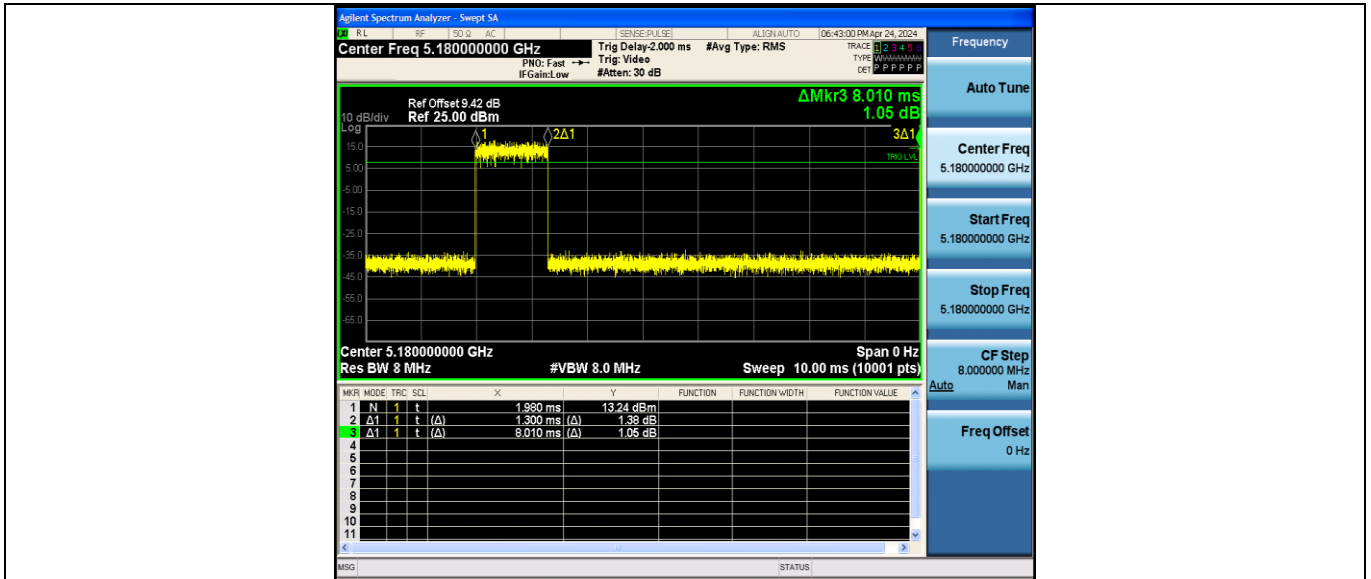 Agilent Spectrum Analyzer - Swept SA
LXI RL RF 50 Ω AC SENSE:PULSE ALIGN AUTO 06:43:00 PM Apr 24, 2024
Center Freq 5.180000000 GHz
PNO: Fast
IFGain:Low
Trig Delay-2.000 ms
Trig: Video
#Atten: 30 dB
#Avg Type: RMS
TRACE 1 2 3 4 5 6
TYPE
DET P P P P P P
ΔMkr3 8.010 ms
1.05 dB
Ref Offset 9.42 dB
10 dB/div Ref 25.00 dBm
Log
1 2Δ1 3Δ1
TRIG LVL
15.0
5.00
-5.00
-15.0
-25.0
-35.0
-45.0
-55.0
-65.0
Center 5.180000000 GHz Span 0 Hz
Res BW 8 MHz #VBW 8.0 MHz Sweep 10.00 ms (10001 pts)
MKR MODE TRC SCL X Y FUNCTION FUNCTION WIDTH FUNCTION VALUE
1 N 1 t 1.980 ms 13.24 dBm
2 Δ1 1 t (Δ) 1.300 ms (Δ) 1.38 dB
3 Δ1 1 t (Δ) 8.010 ms (Δ) 1.05 dB
4
5
6
7
8
9
10
11
MSG STATUS
Frequency
Auto Tune
Center Freq
5.180000000 GHz
Start Freq
5.180000000 GHz
Stop Freq
5.180000000 GHz
CF Step
8.000000 MHz
Auto Man
Freq Offset
0 Hz